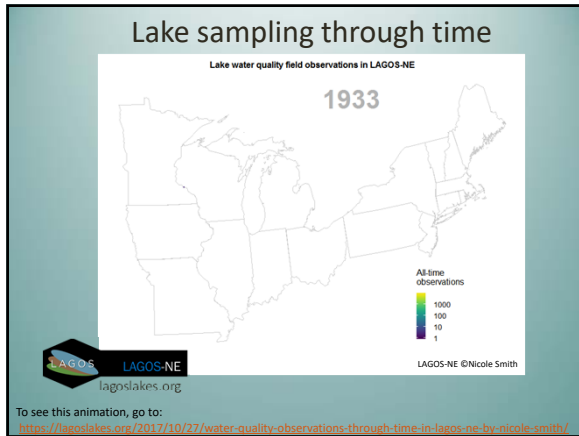 Lake sampling through time
Lake water quality field observations in LAGOS-NE
1933
All-time
observations
1000
100
10
1
LAGOS
LAGOS-NE
lagoslakes.org
LAGOS-NE ©Nicole Smith
To see this animation, go to:
https://lagoslakes.org/2017/10/27/water-quality-observations-through-time-in-lagos-ne-by-nicole-smith/